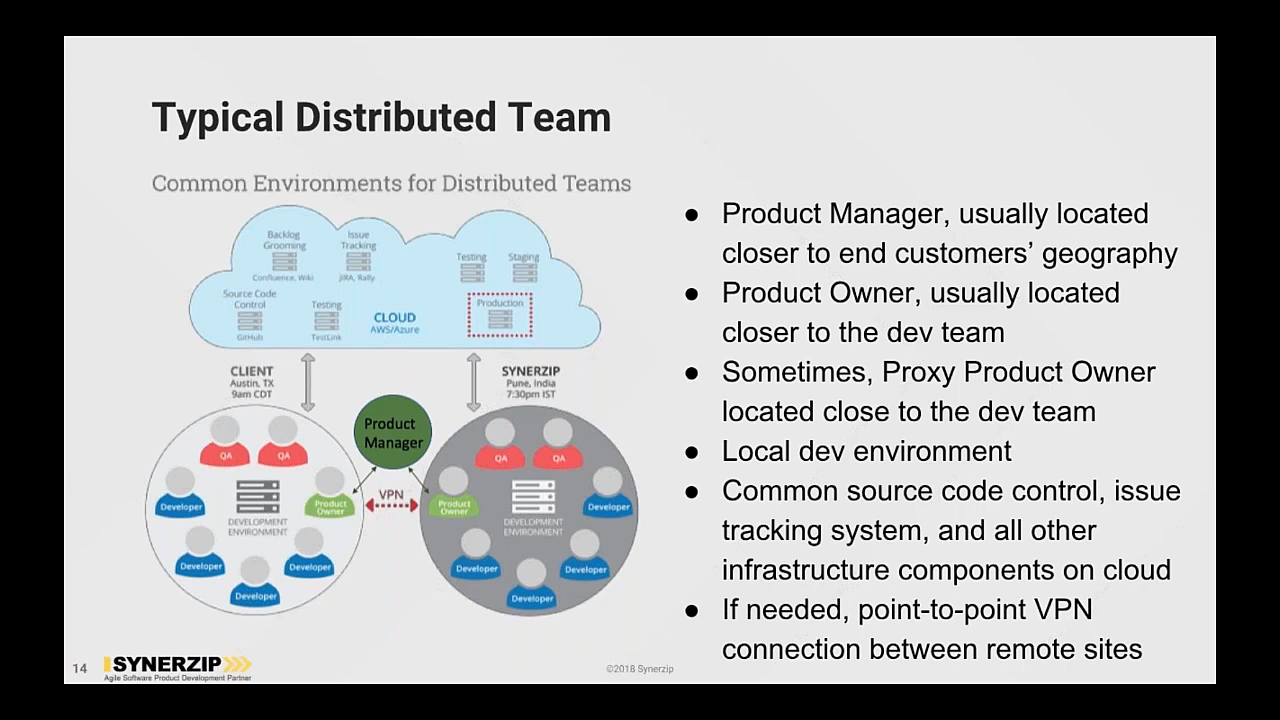 Typical Distributed Team
Common Environments for Distributed Teams
Backlog
Grooming
Confluence, Wiki
Issue
Tracking
JIRA, Rally
Testing
Staging
Source Code
Control
GitHub
Testing
TestLink
CLOUD
AWS/Azure
Production
CLIENT
Austin, TX
9am CDT
SYNERZIP
Pune, India
7:30pm IST
Product
Manager
QA
QA
Developer
DEVELOPMENT
ENVIRONMENT
Product
Owner
Developer
Developer
Developer
VPN
QA
QA
Product
Owner
DEVELOPMENT
ENVIRONMENT
Developer
Developer
Developer
Developer
● Product Manager, usually located
closer to end customers’ geography
● Product Owner, usually located
closer to the dev team
● Sometimes, Proxy Product Owner
located close to the dev team
● Local dev environment
● Common source code control, issue
tracking system, and all other
infrastructure components on cloud
● If needed, point-to-point VPN
connection between remote sites
14
SYNERZIP
Agile Software Product Development Partner
©2018 Synerzip